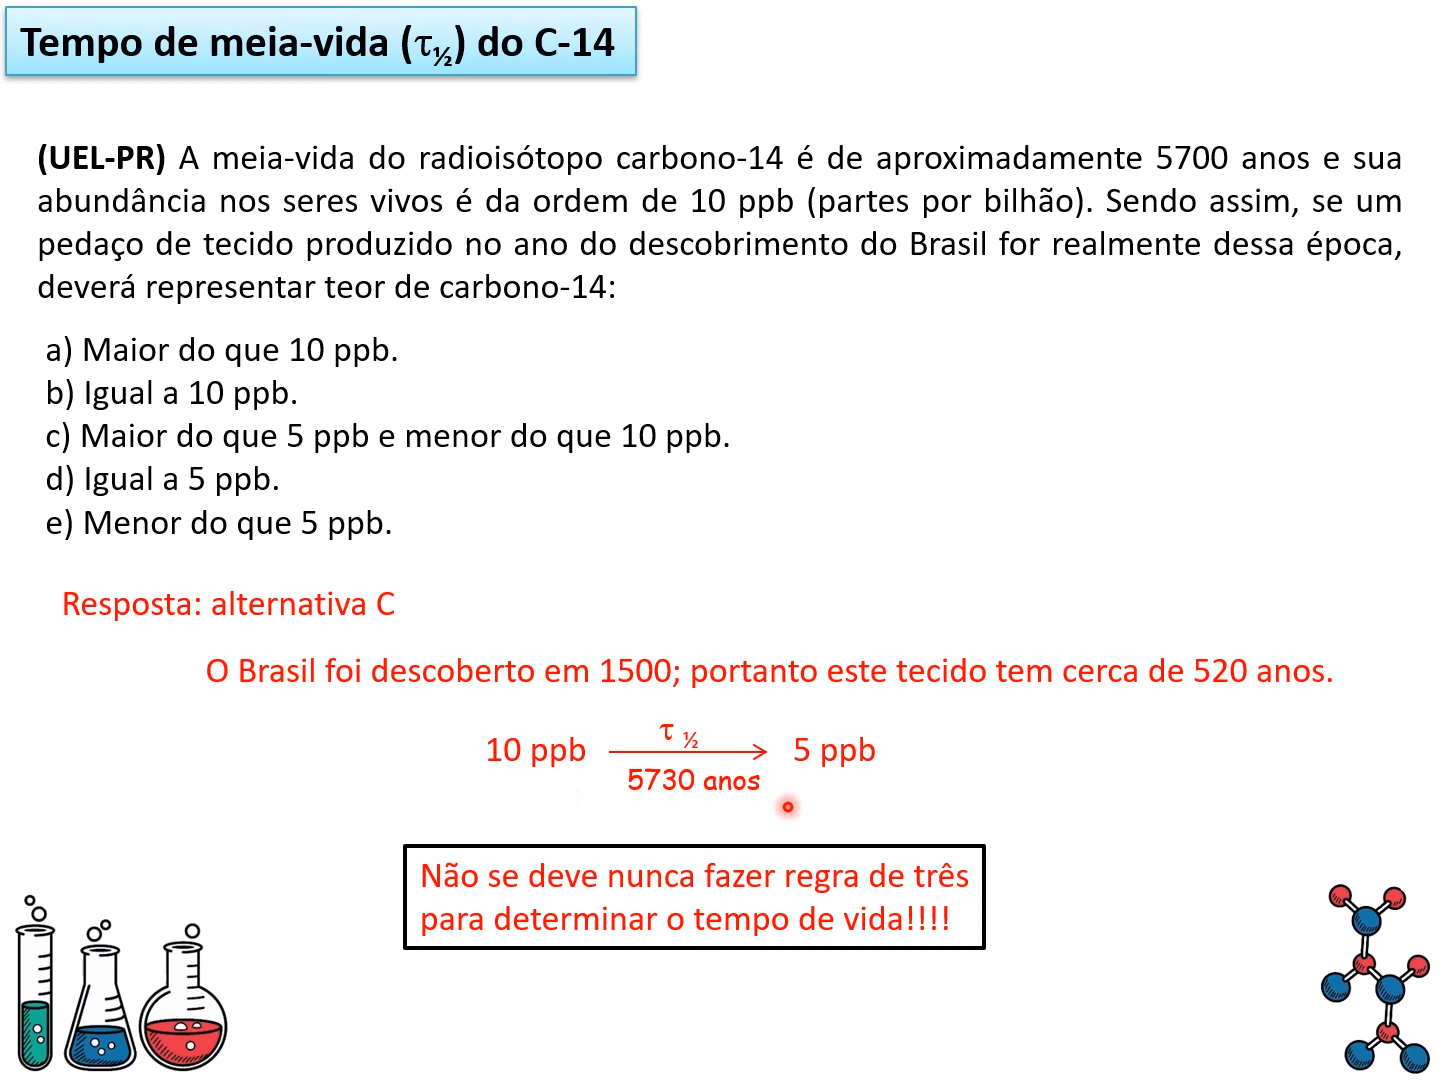 Tempo de meia-vida (τ½) do C-14
(UEL-PR) A meia-vida do radioisótopo carbono-14 é de aproximadamente 5700 anos e sua
abundância nos seres vivos é da ordem de 10 ppb (partes por bilhão). Sendo assim, se um
pedaço de tecido produzido no ano do descobrimento do Brasil for realmente dessa época,
deverá representar teor de carbono-14:
a) Maior do que 10 ppb.
b) Igual a 10 ppb.
c) Maior do que 5 ppb e menor do que 10 ppb.
d) Igual a 5 ppb.
e) Menor do que 5 ppb.
Resposta: alternativa C
O Brasil foi descoberto em 1500; portanto este tecido tem cerca de 520 anos.
τ ½
10 ppb → 5 ppb
5730 anos
Não se deve nunca fazer regra de três
para determinar o tempo de vida!!!!